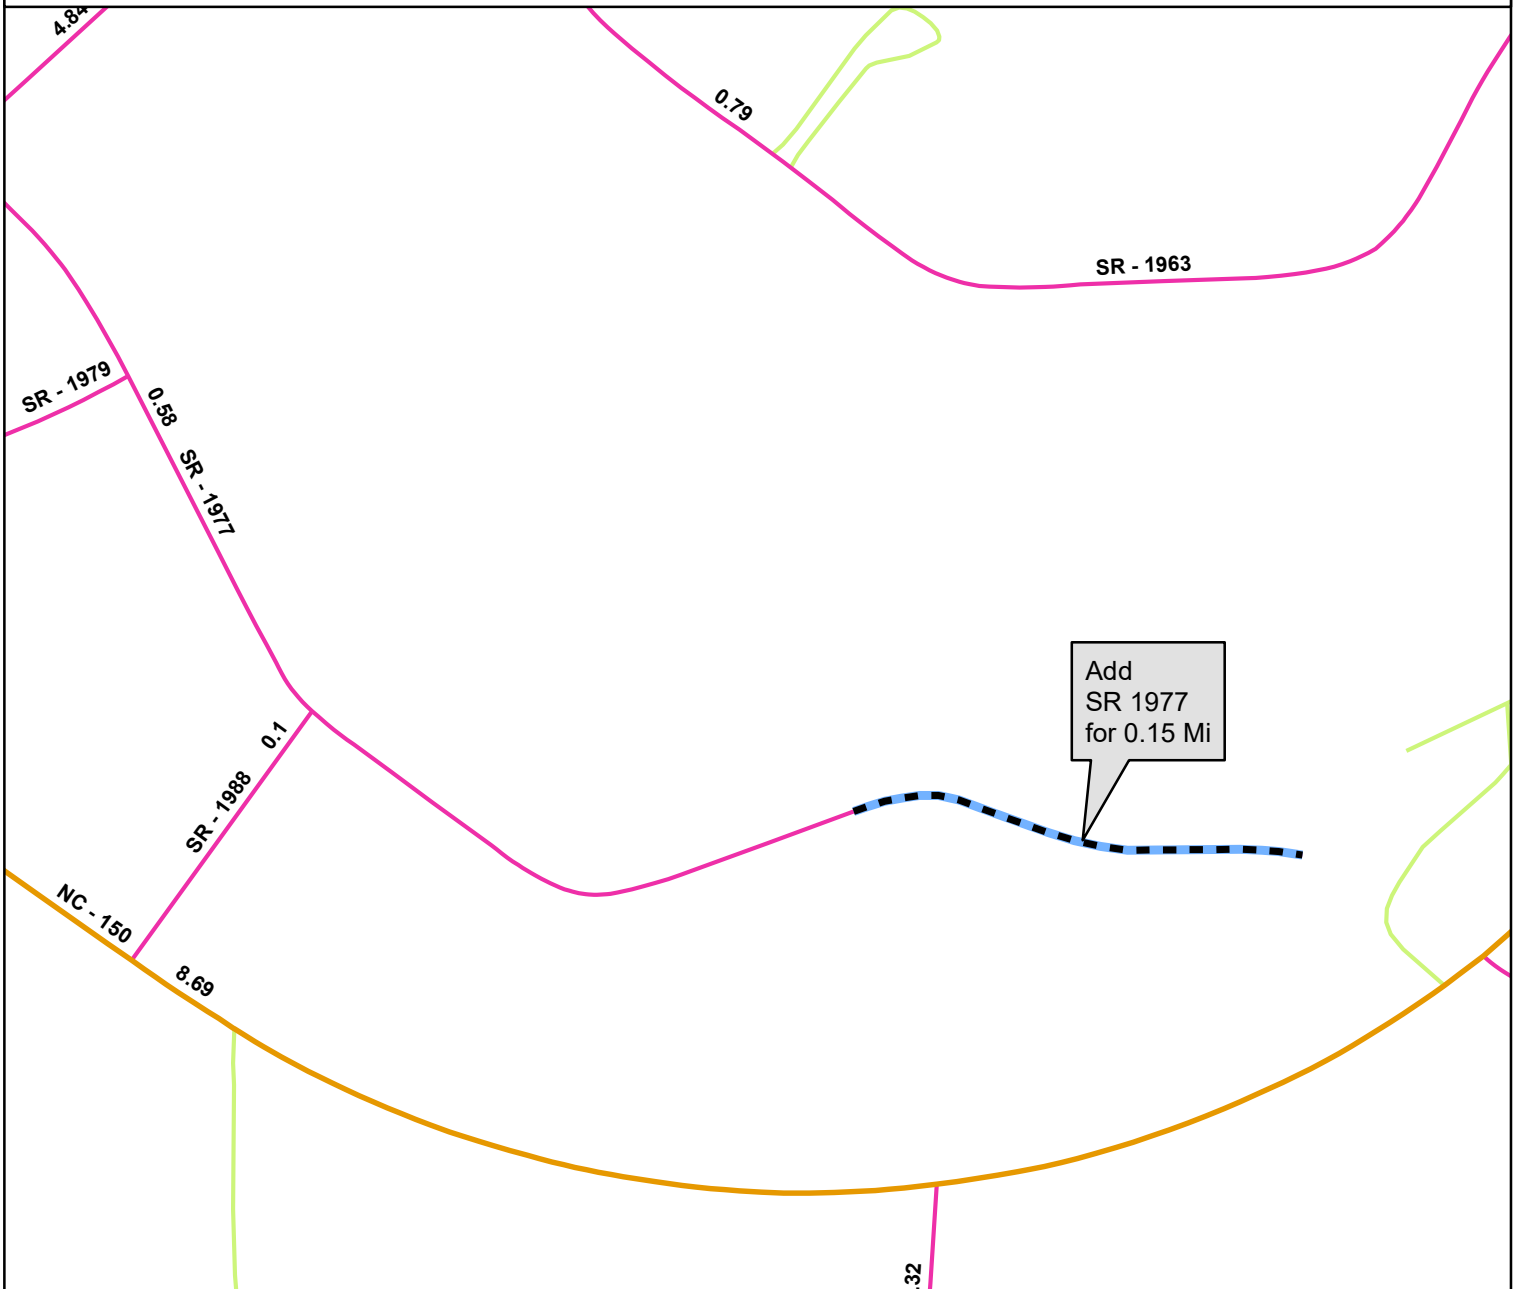 4.84
0.79
SR - 1963
SR - 1979
0.58
SR - 1977
Add
SR 1977
for 0.15 Mi
0.1
SR - 1988
NC - 150
8.69
.32